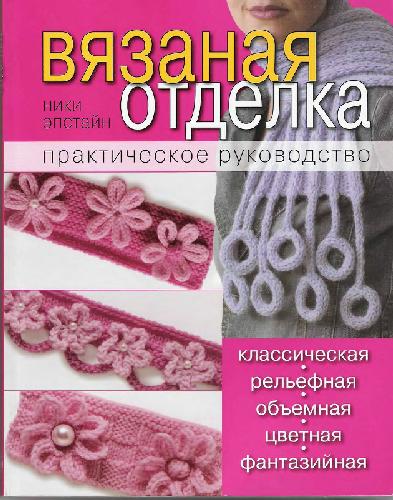 вязаная
ники
эпстайн
отделка
практическое руководство
классическая
рельефная
объемная
цветная
фантазийная